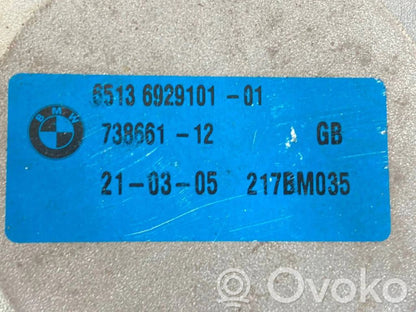 6513 6929101-01
BMW
738661-12 GB
21-03-05 217BM035
Ovoko